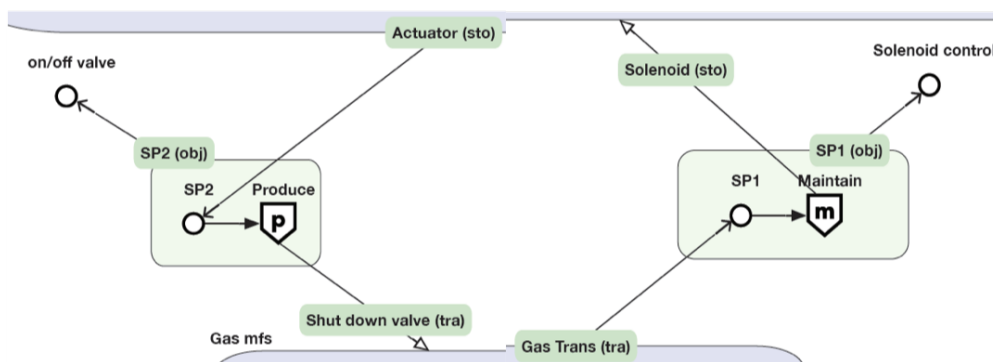 Actuator (sto)
on/off valve
Solenoid (sto)
Solenoid control
SP2 (obj)
SP1 (obj)
SP2
Produce
p
SP1
Maintain
m
Shut down valve (tra)
Gas mfs
Gas Trans (tra)